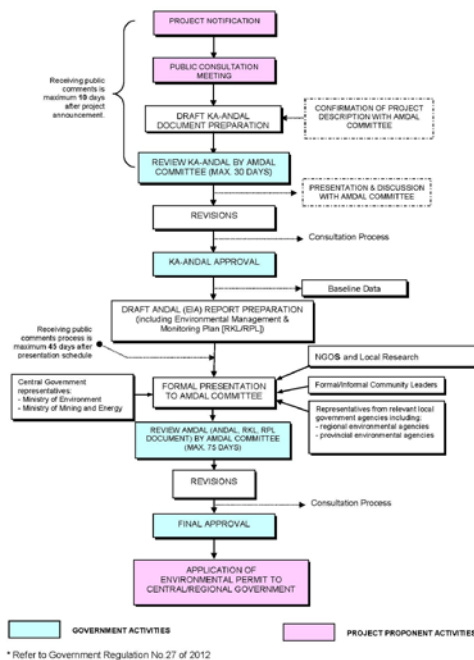 PROJECT NOTIFICATION
Receiving public
comments is
maximum 10 days
after project
announcement.
PUBLIC CONSULTATION
MEETING
DRAFT KA-ANDAL
DOCUMENT PREPARATION
CONFIRMATION OF PROJECT
DESCRIPTION WITH AMDAL
COMMITTEE
REVIEW KA-ANDAL BY AMDAL
COMMITTEE (MAX. 30 DAYS)
PRESENTATION & DISCUSSION
WITH AMDAL COMMITTEE
REVISIONS
Consultation Process
KA-ANDAL APPROVAL
Baseline Data
DRAFT ANDAL (EIA) REPORT PREPARATION
(including Environmental Management &
Monitoring Plan [RKL/RPL])
Receiving public
comments process is
maximum 45 days after
presentation schedule
NGOS and Local Research
Central Government
representatives:
- Ministry of Environment
- Ministry of Mining and Energy
FORMAL PRESENTATION
TO AMDAL COMMITTEE
Formal/Informal Community Leaders
Representatives from relevant local
government agencies including:
- regional environmental agencies
- provincial environmental agencies
REVIEW AMDAL (ANDAL, RKL, RPL
DOCUMENT) BY AMDAL COMMITTEE
(MAX. 75 DAYS)
REVISIONS
Consultation Process
FINAL APPROVAL
APPLICATION OF
ENVIRONMENTAL PERMIT TO
CENTRAL/REGIONAL GOVERNMENT
GOVERNMENT ACTIVITIES
PROJECT PROPONENT ACTIVITIES
* Refer to Government Regulation No.27 of 2012